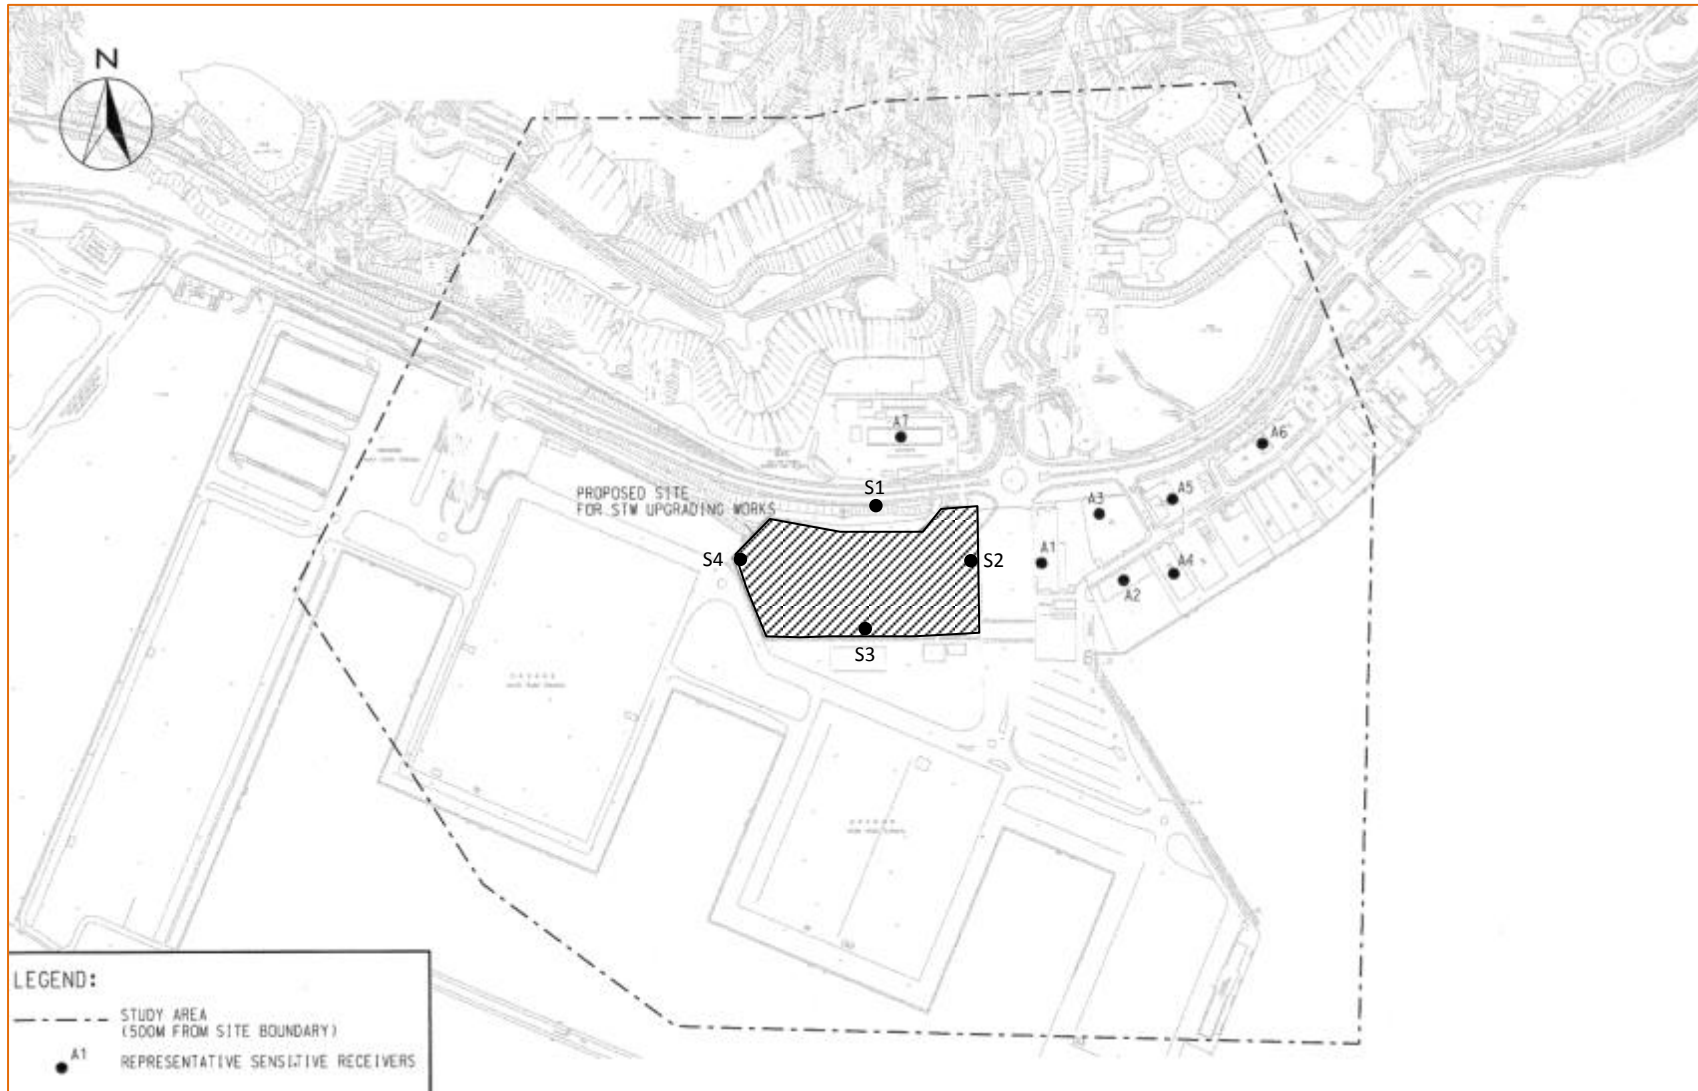 N
A7
A6
S1
PROPOSED SITE
FOR STW UPGRADING WORKS
A3
A5
S4
S2
A1
A4
A2
S3
LEGEND:
STUDY AREA
(500M FROM SITE BOUNDARY)
A1
REPRESENTATIVE SENSITIVE RECEIVERS